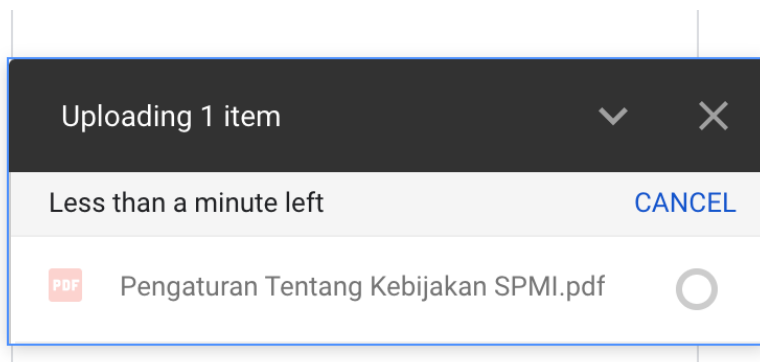 Uploading 1 item
Less than a minute left CANCEL
PDF Pengaturan Tentang Kebijakan SPMI.pdf